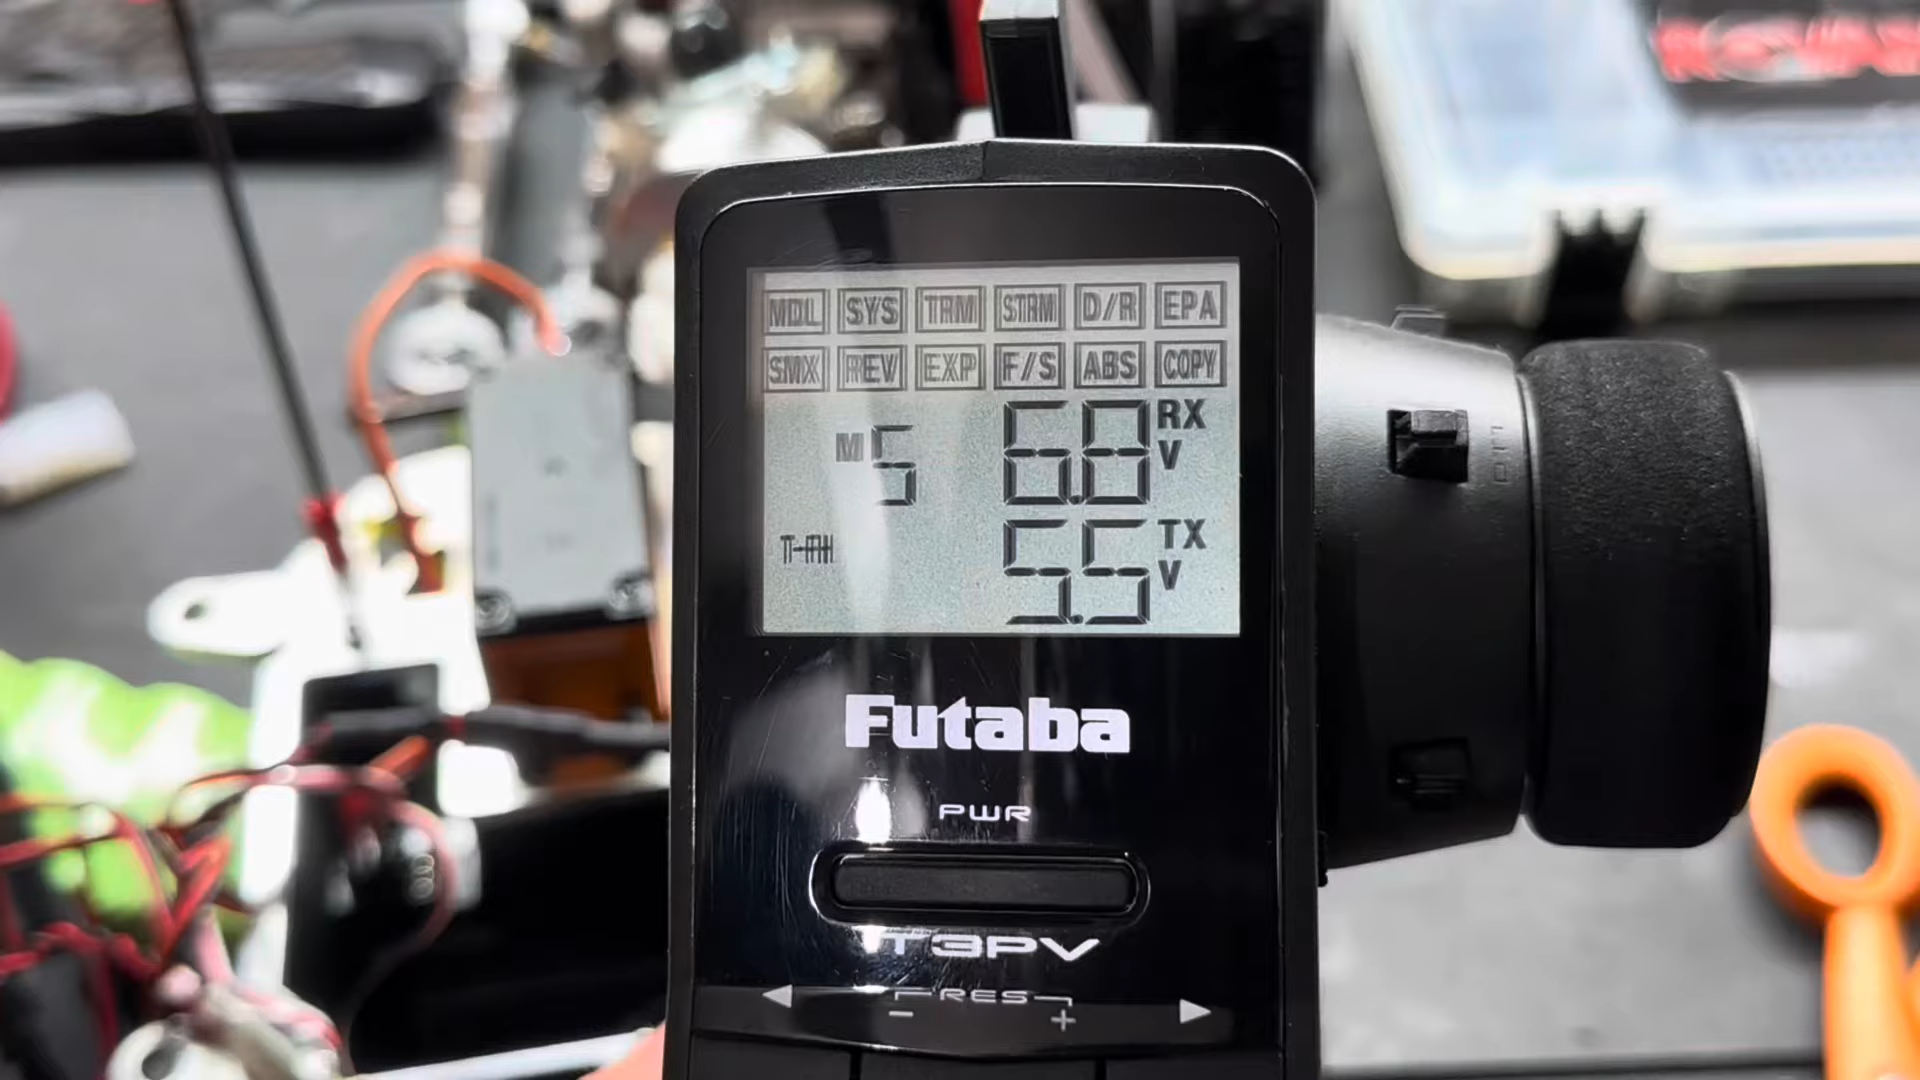 MDL SYS TRM STRM D/R EPA
SMX REV EXP F/S ABS COPY
M 5 6.8 RX V
T-FH 5.5 TX V
Futaba
PWR
T3PV
RES
- +